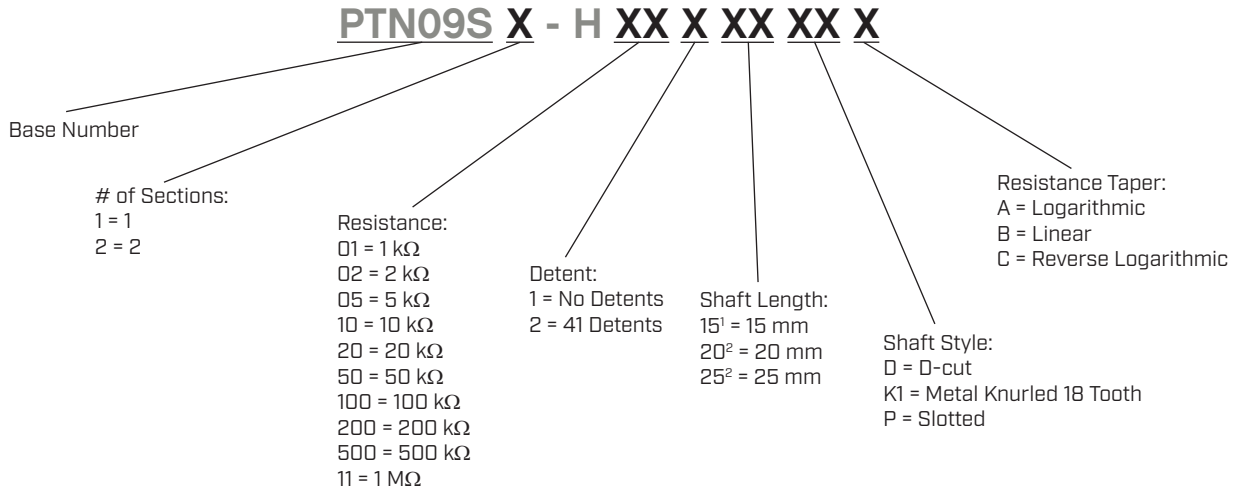 PTN09S X - H XX X XX XX X
Base Number
# of Sections:
1 = 1
2 = 2
Resistance:
01 = 1 kΩ
02 = 2 kΩ
05 = 5 kΩ
10 = 10 kΩ
20 = 20 kΩ
50 = 50 kΩ
100 = 100 kΩ
200 = 200 kΩ
500 = 500 kΩ
11 = 1 MΩ
Detent:
1 = No Detents
2 = 41 Detents
Shaft Length:
15¹ = 15 mm
20² = 20 mm
25² = 25 mm
Shaft Style:
D = D-cut
K1 = Metal Knurled 18 Tooth
P = Slotted
Resistance Taper:
A = Logarithmic
B = Linear
C = Reverse Logarithmic